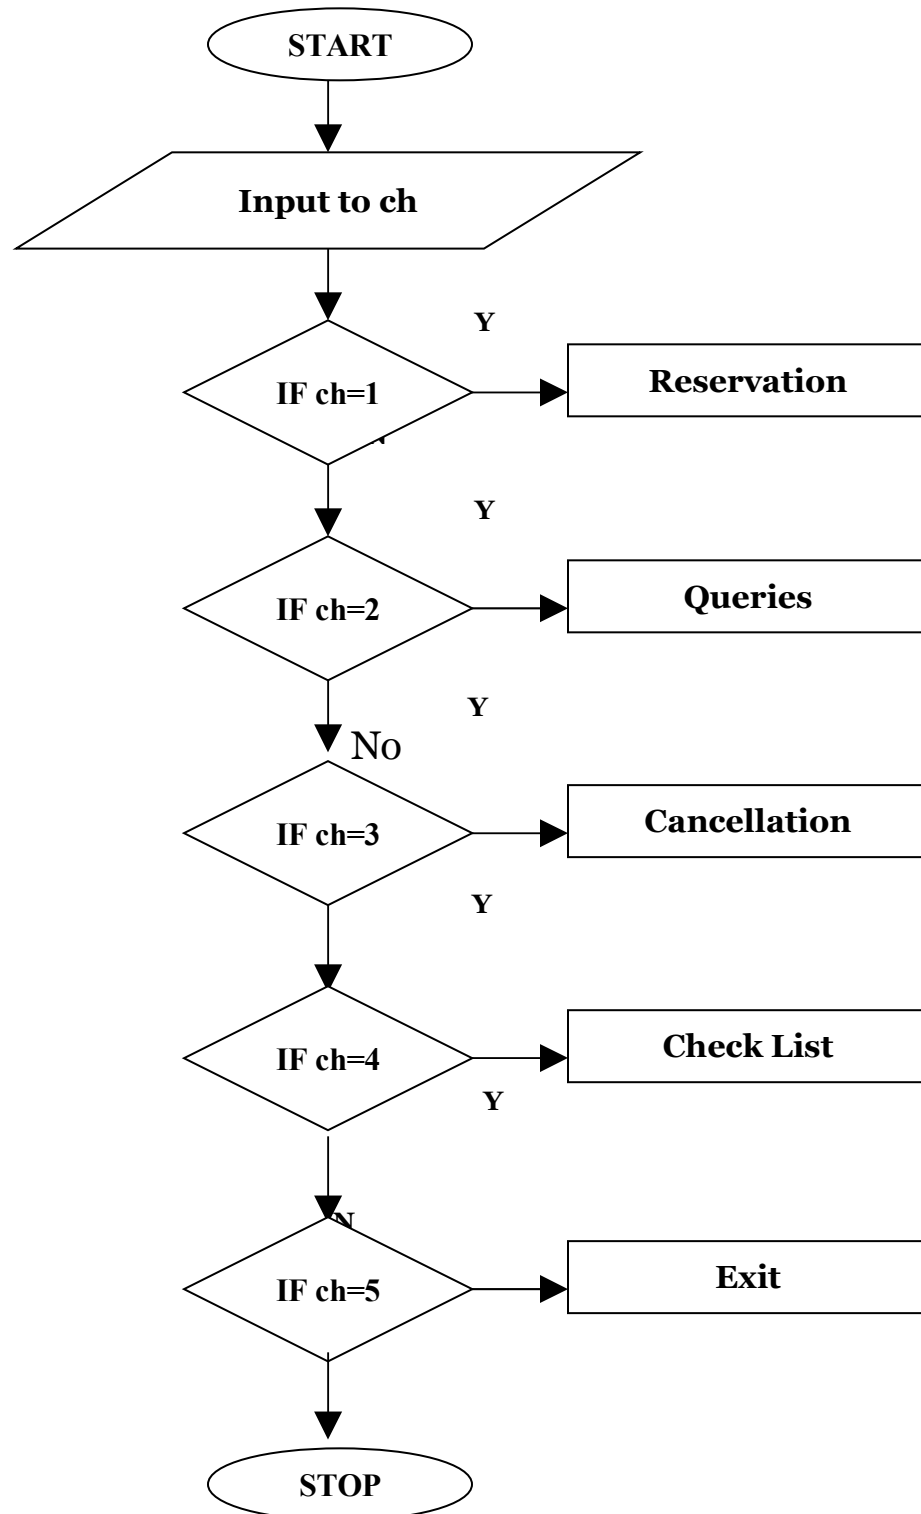 START
Input to ch
Y
IF ch=1
Reservation
Y
IF ch=2
Queries
Y
No
IF ch=3
Cancellation
Y
IF ch=4
Check List
Y
N
IF ch=5
Exit
STOP